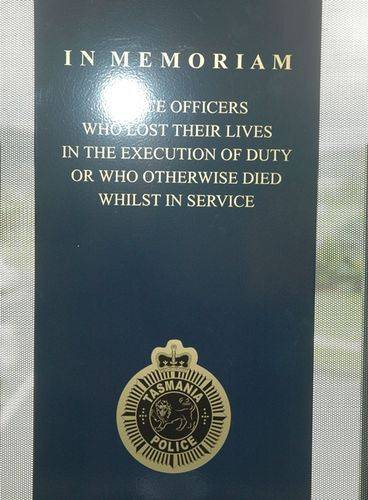 IN MEMORIAM
OFFICERS
WHO LOST THEIR LIVES
IN THE EXECUTION OF DUTY
OR WHO OTHERWISE DIED
WHILST IN SERVICE
TASMANIA
POLICE